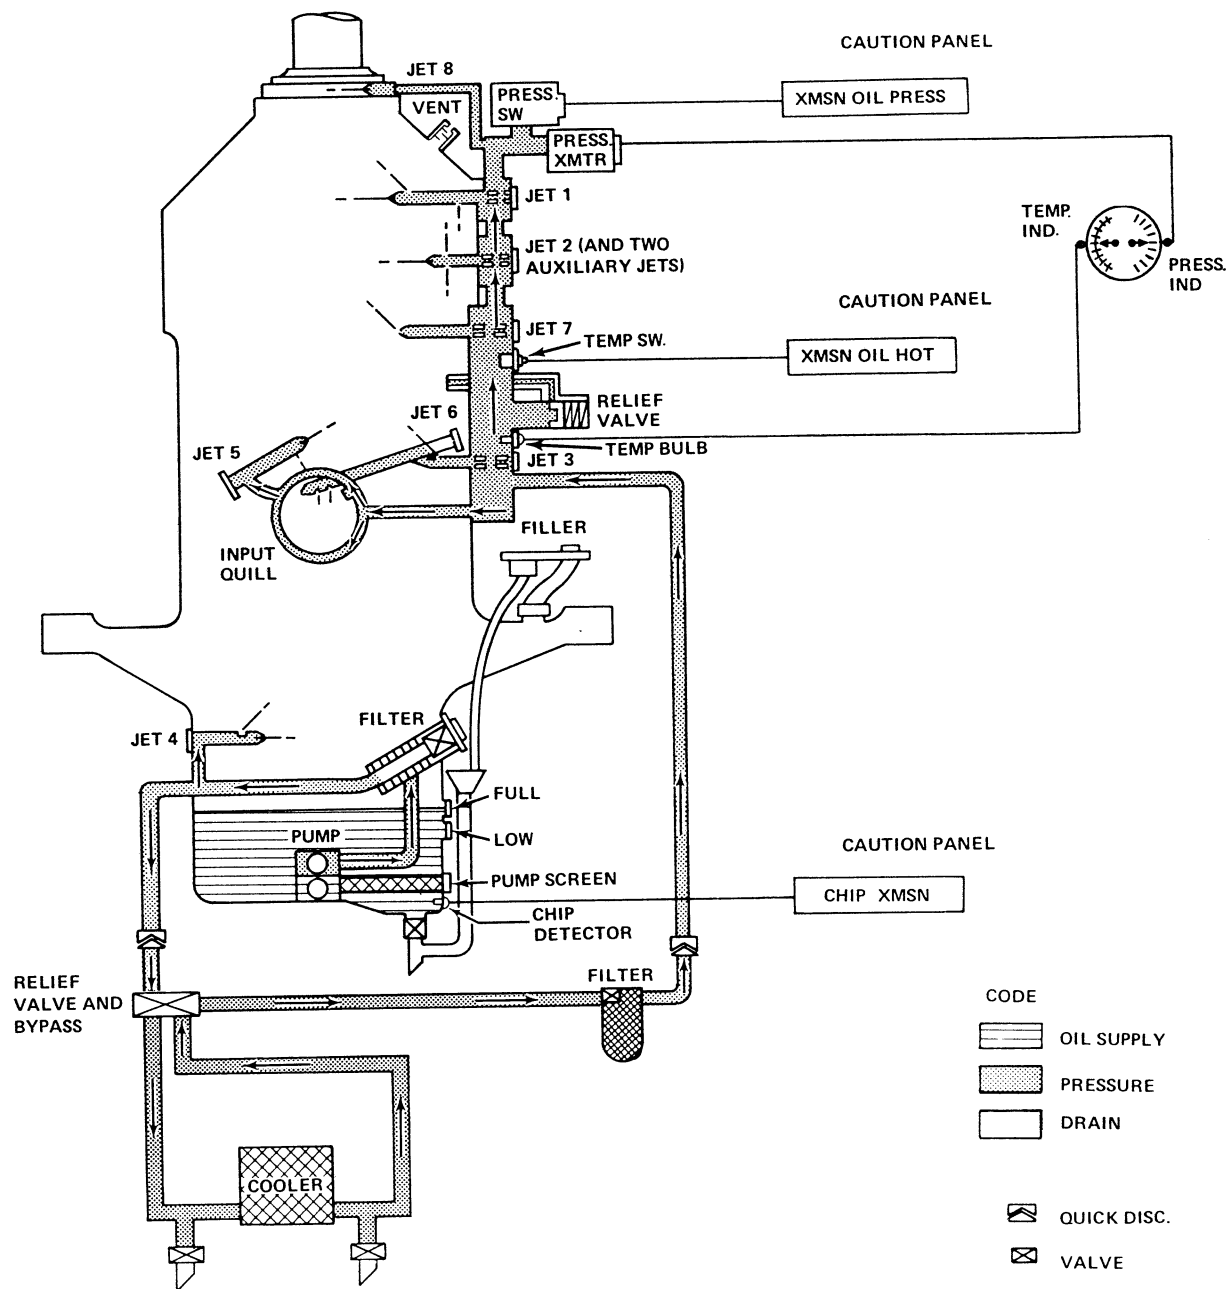 CAUTION PANEL
JET 8
PRESS.
SW
XMSN OIL PRESS
VENT
PRESS.
XMTR
JET 1
TEMP.
IND.
JET 2 (AND TWO
AUXILIARY JETS)
PRESS.
IND
CAUTION PANEL
JET 7
TEMP SW.
XMSN OIL HOT
RELIEF
VALVE
JET 6
TEMP BULB
JET 5
JET 3
FILLER
INPUT
QUILL
FILTER
JET 4
FULL
PUMP
LOW
CAUTION PANEL
PUMP SCREEN
CHIP XMSN
CHIP
DETECTOR
RELIEF
VALVE AND
BYPASS
FILTER
CODE
OIL SUPPLY
PRESSURE
DRAIN
COOLER
QUICK DISC.
VALVE